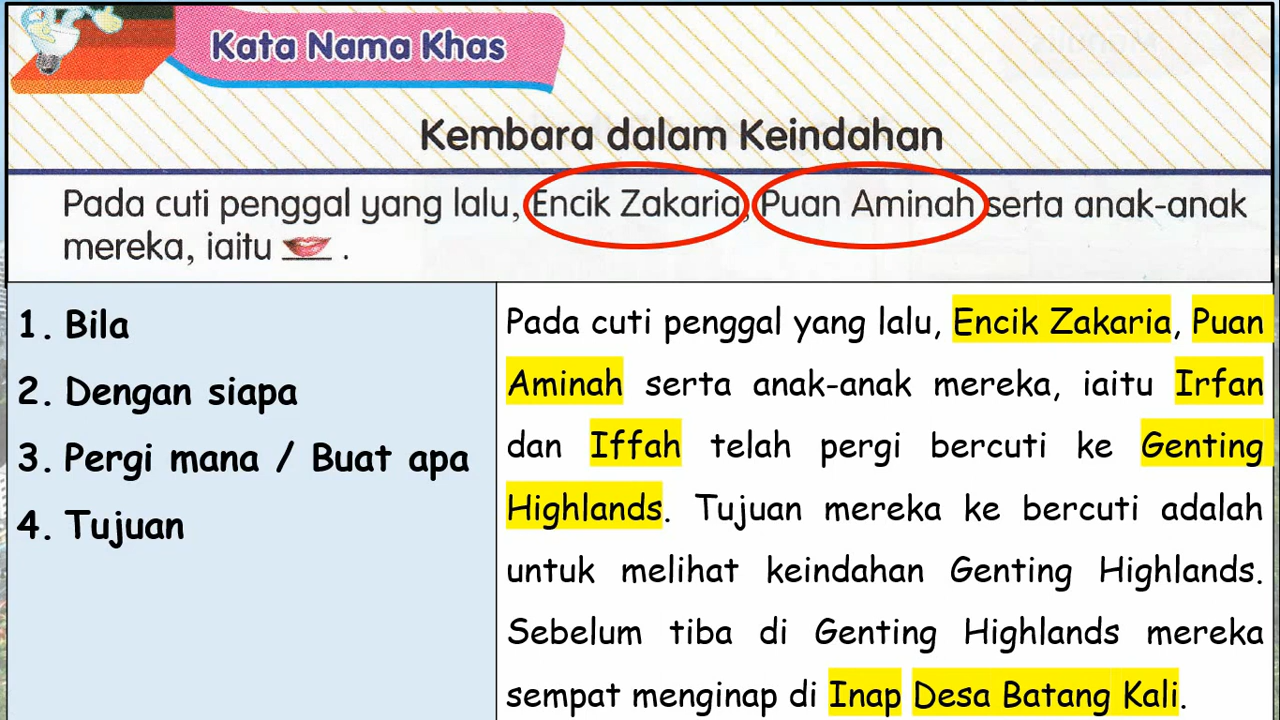 Kata Nama Khas
Kembara dalam Keindahan
Pada cuti penggal yang lalu, Encik Zakaria, Puan Aminah serta anak-anak
mereka, iaitu ___ .
1. Bila
2. Dengan siapa
3. Pergi mana / Buat apa
4. Tujuan
Pada cuti penggal yang lalu, Encik Zakaria, Puan
Aminah serta anak-anak mereka, iaitu Irfan
dan Iffah telah pergi bercuti ke Genting
Highlands. Tujuan mereka ke bercuti adalah
untuk melihat keindahan Genting Highlands.
Sebelum tiba di Genting Highlands mereka
sempat menginap di Inap Desa Batang Kali.